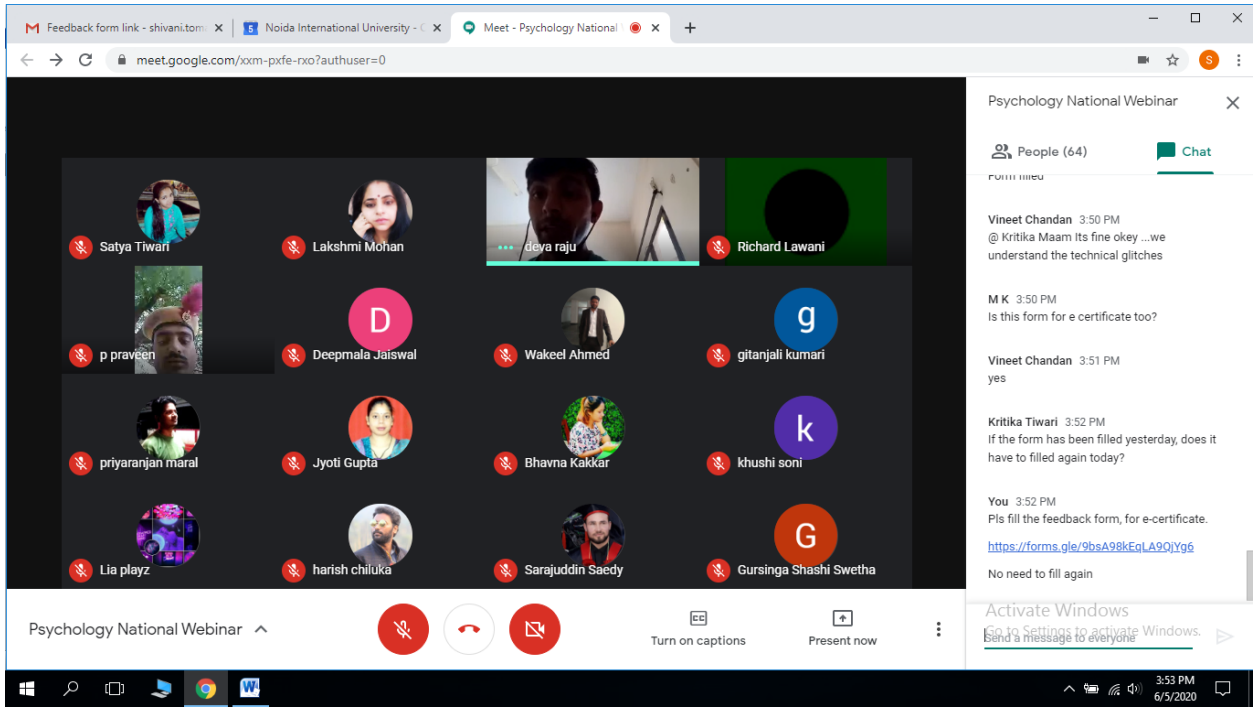 Feedback form link - shivani.tom
Noida International University - C
Meet - Psychology National
meet.google.com/xxm-pxfe-rxo?authuser=0
S
Satya Tiwari
Lakshmi Mohan
deva raju
Richard Lawani
p praveen
D
Deepmala Jaiswal
Wakeel Ahmed
g
gitanjali kumari
priyaranjan maral
Jyoti Gupta
Bhavna Kakkar
k
khushi soni
Lia playz
harish chiluka
Sarajuddin Saedy
G
Gursinga Shashi Swetha
Psychology National Webinar
CC
Turn on captions
Present now
Psychology National Webinar
People (64)
Chat
Form filled
Vineet Chandan 3:50 PM
@ Kritika Maam Its fine okey ...we
understand the technical glitches
M K 3:50 PM
Is this form for e certificate too?
Vineet Chandan 3:51 PM
yes
Kritika Tiwari 3:52 PM
If the form has been filled yesterday, does it
have to filled again today?
You 3:52 PM
Pls fill the feedback form, for e-certificate.
https://forms.gle/9bsA98kEqLA9QjYg6
No need to fill again
Activate Windows
Go to Settings to activate Windows.
Send a message to everyone
3:53 PM
6/5/2020